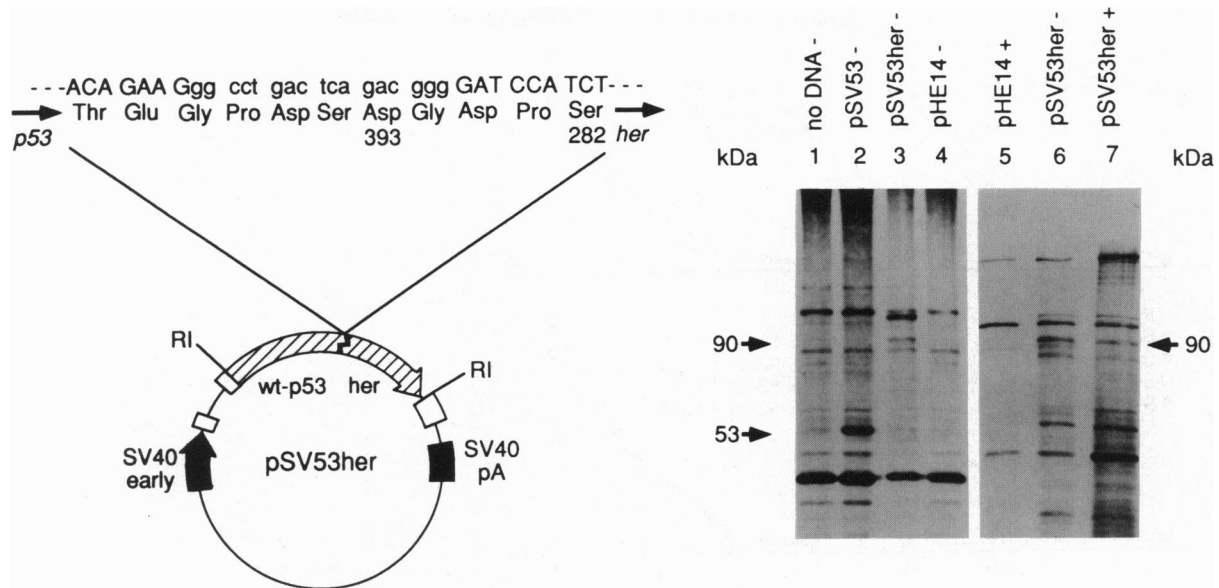 - - -ACA GAA Ggg cct gac tca gac ggg GAT CCA TCT- - -
Thr Glu Gly Pro Asp Ser Asp Gly Asp Pro Ser
p53 393 282 her
RI
RI
wt-p53 her
SV40
early
pSV53her
SV40
pA
no DNA -
pSV53 -
pSV53her -
pHE14 -
pHE14 +
pSV53her -
pSV53her +
kDa 1 2 3 4 5 6 7 kDa
90
90
53